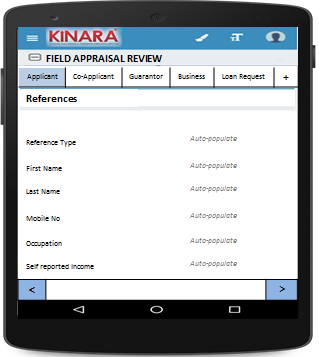 KINARA
FIELD APPRAISAL REVIEW
Applicant Co-Applicant Guarantor Business Loan Request +
References
Reference Type Auto-populate
First Name Auto-populate
Last Name Auto-populate
Mobile No Auto-populate
Occupation Auto-populate
Self reported Income Auto-populate
< >